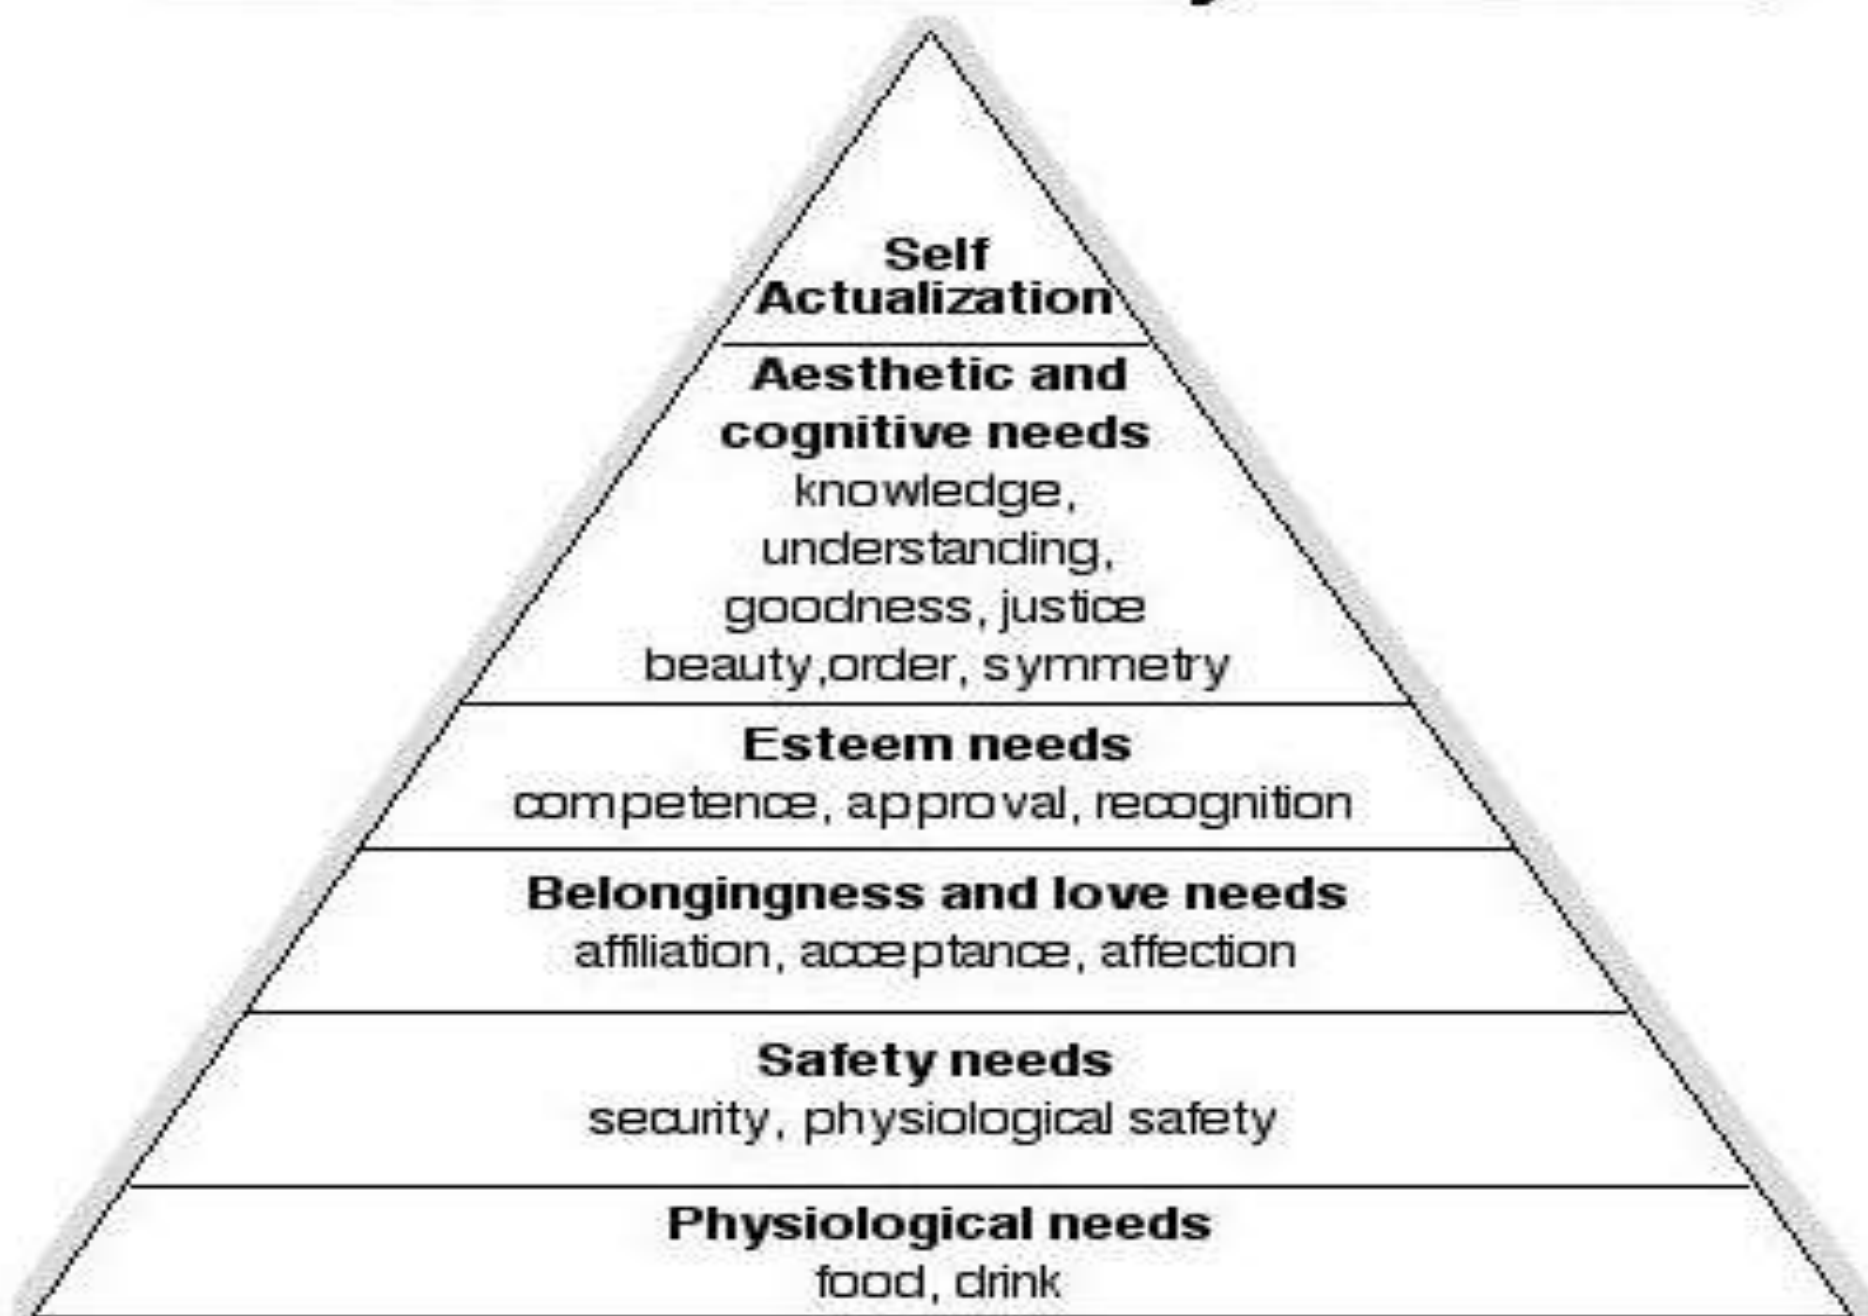 Self
Actualization
Aesthetic and
cognitive needs
knowledge,
understanding,
goodness, justice
beauty,order, symmetry
Esteem needs
competence, approval, recognition
Belongingness and love needs
affiliation, acceptance, affection
Safety needs
security, physiological safety
Physiological needs
food, drink